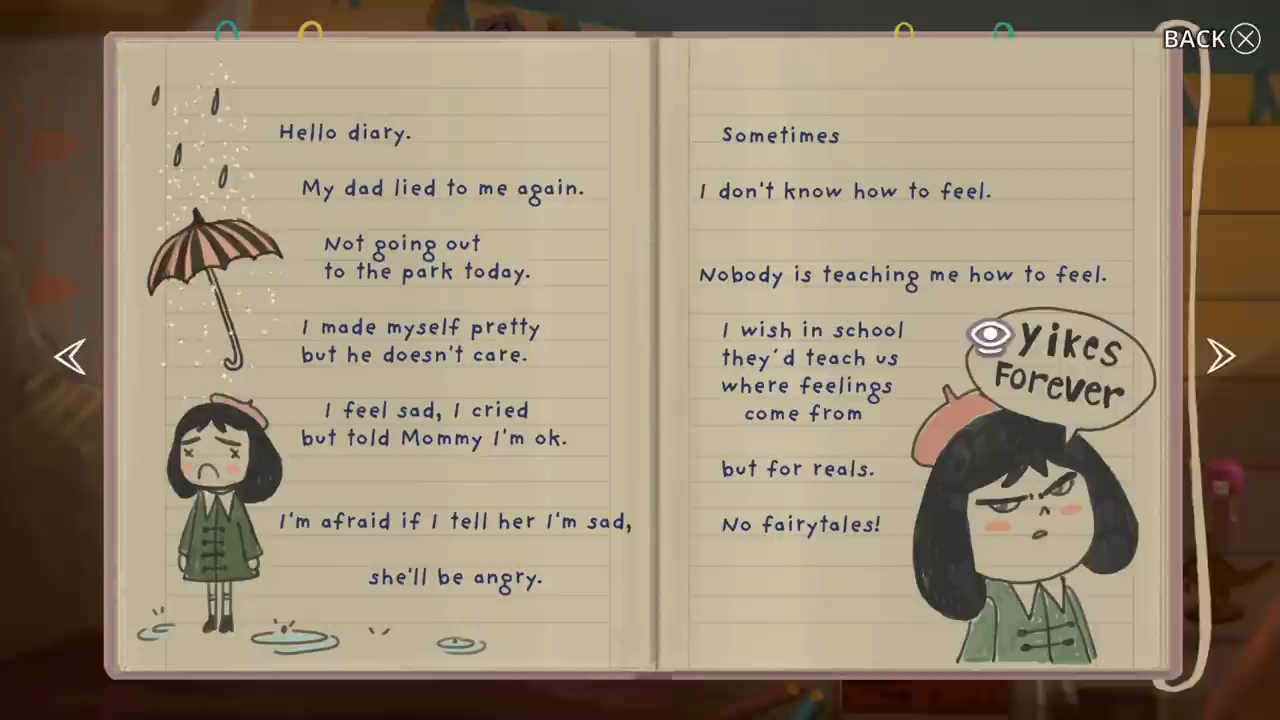 BACK
Hello diary.
My dad lied to me again.
Not going out
to the park today.
I made myself pretty
but he doesn't care.
I feel sad, I cried
but told Mommy I'm ok.
I'm afraid if I tell her I'm sad,
she'll be angry.
Sometimes
I don't know how to feel.
Nobody is teaching me how to feel.
I wish in school
they'd teach us
where feelings
come from
but for reals.
No fairytales!
Yikes
Forever